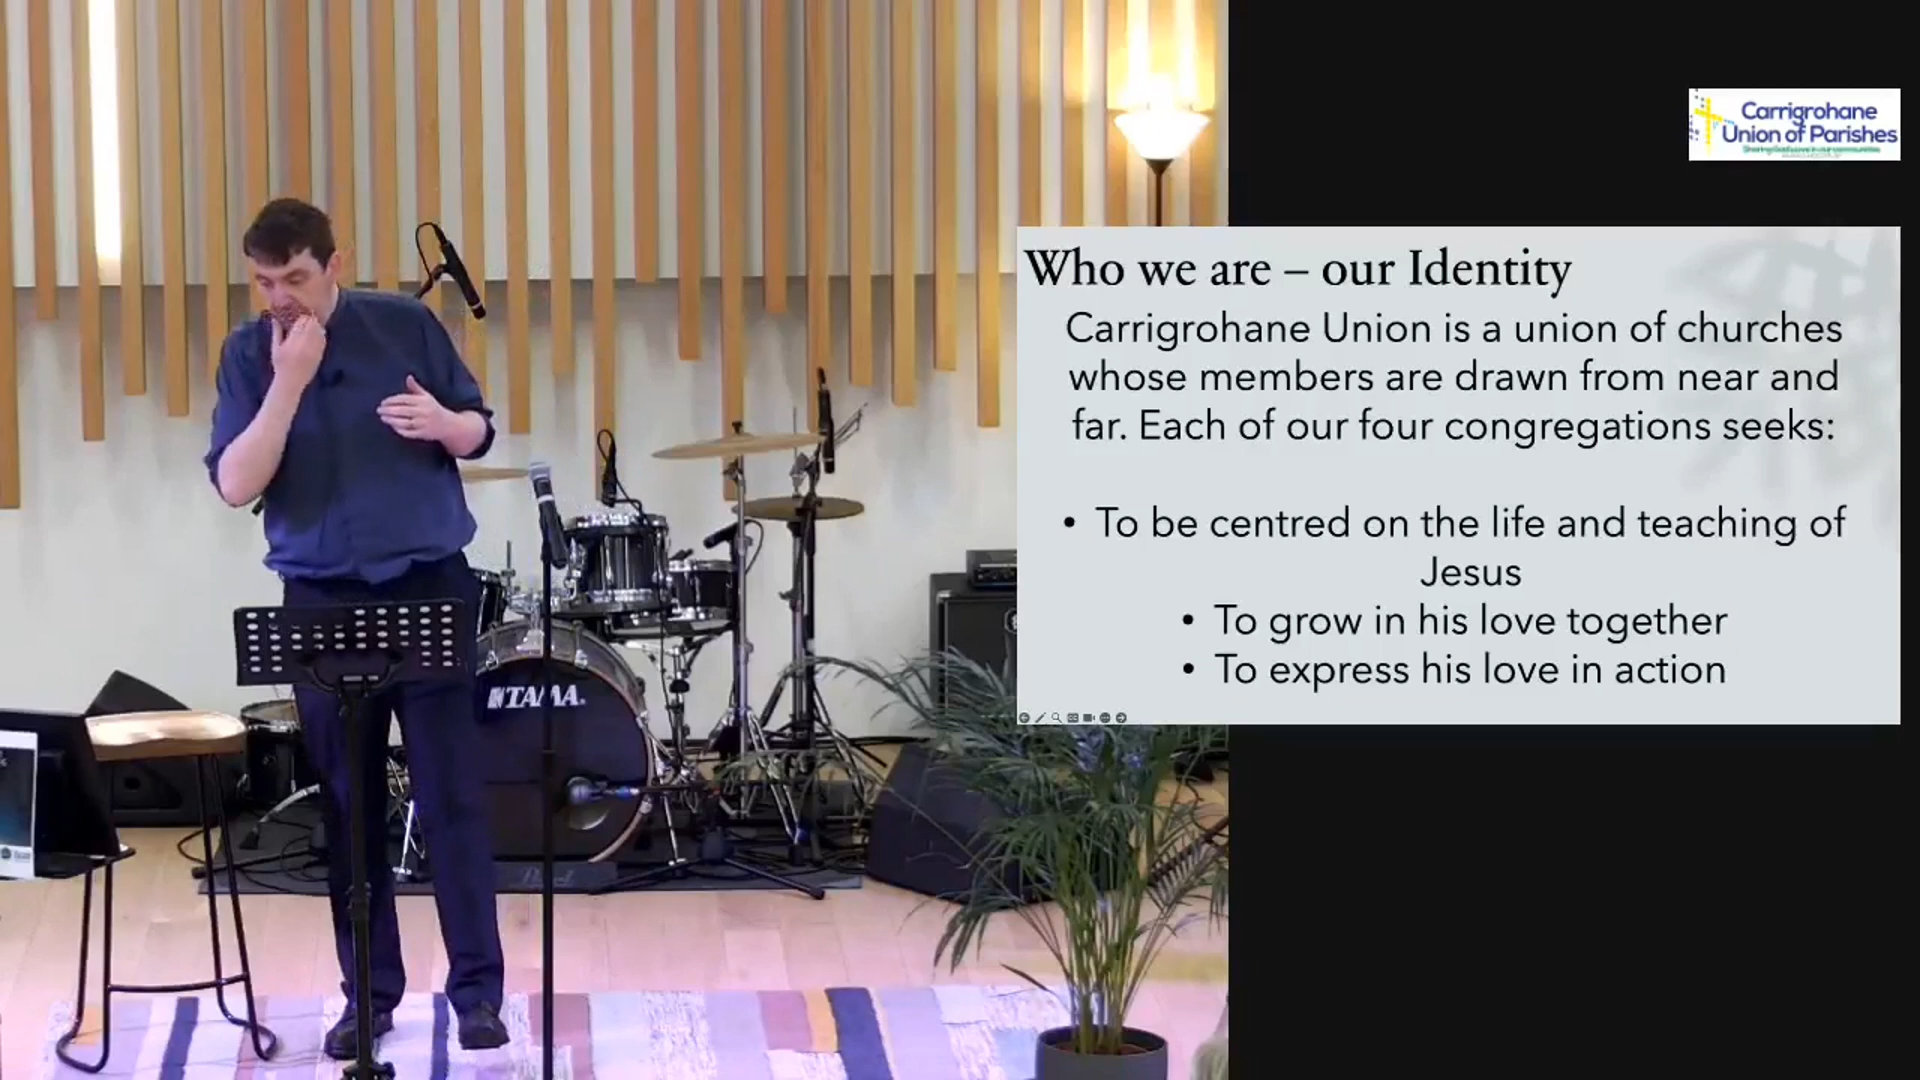 Carrigrohane
Union of Parishes
Who we are – our Identity
Carrigrohane Union is a union of churches
whose members are drawn from near and
far. Each of our four congregations seeks:
• To be centred on the life and teaching of
Jesus
• To grow in his love together
• To express his love in action
TAMA